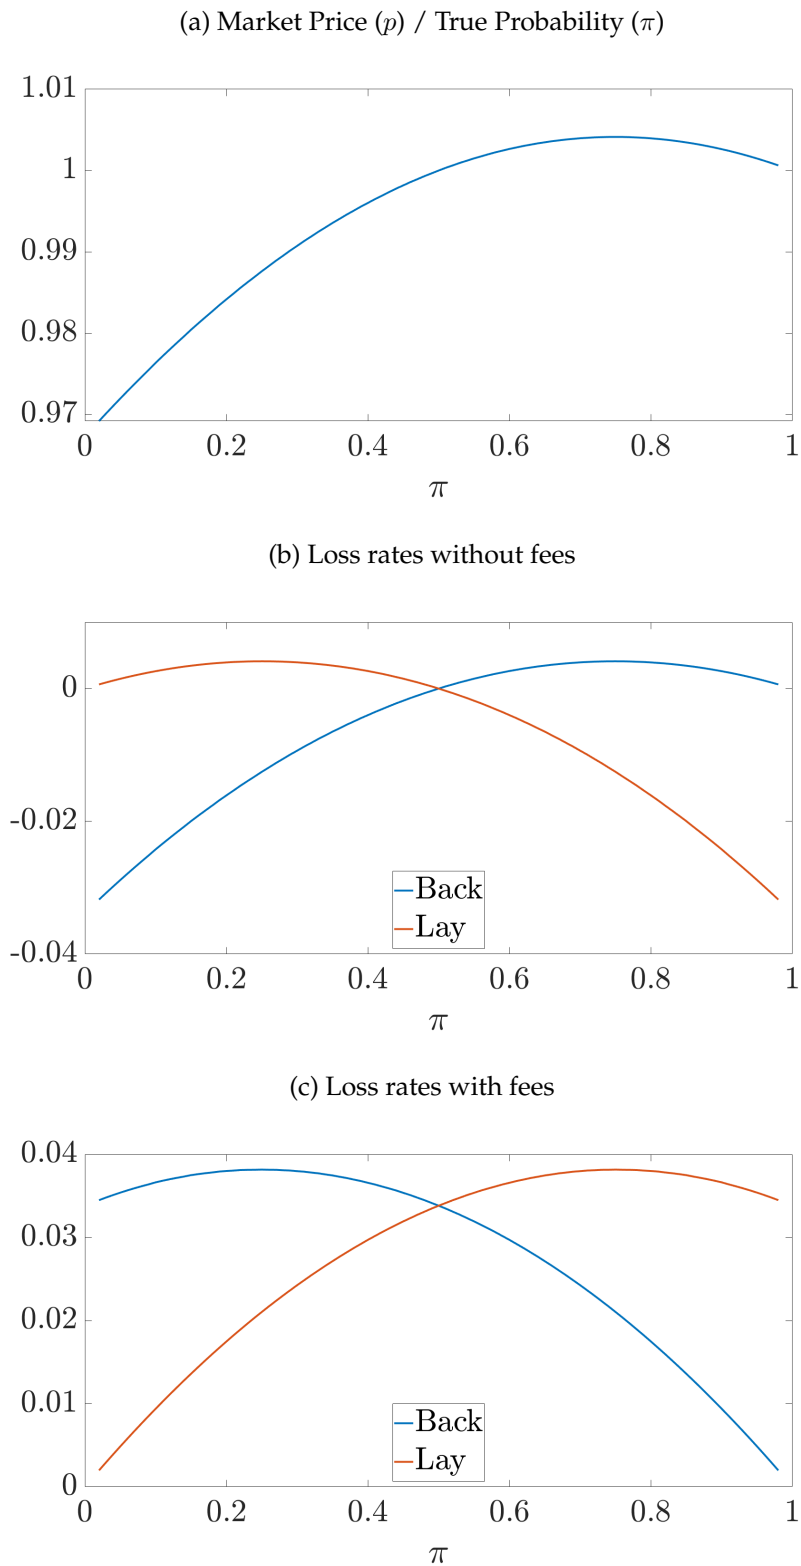 (a) Market Price (p) / True Probability (π)
1.01
1
0.99
0.98
0.97
0 0.2 0.4 0.6 0.8 1
π
(b) Loss rates without fees
0
-0.02
-0.04
Back
Lay
0 0.2 0.4 0.6 0.8 1
π
(c) Loss rates with fees
0.04
0.03
0.02
0.01
0
Back
Lay
0 0.2 0.4 0.6 0.8 1
π